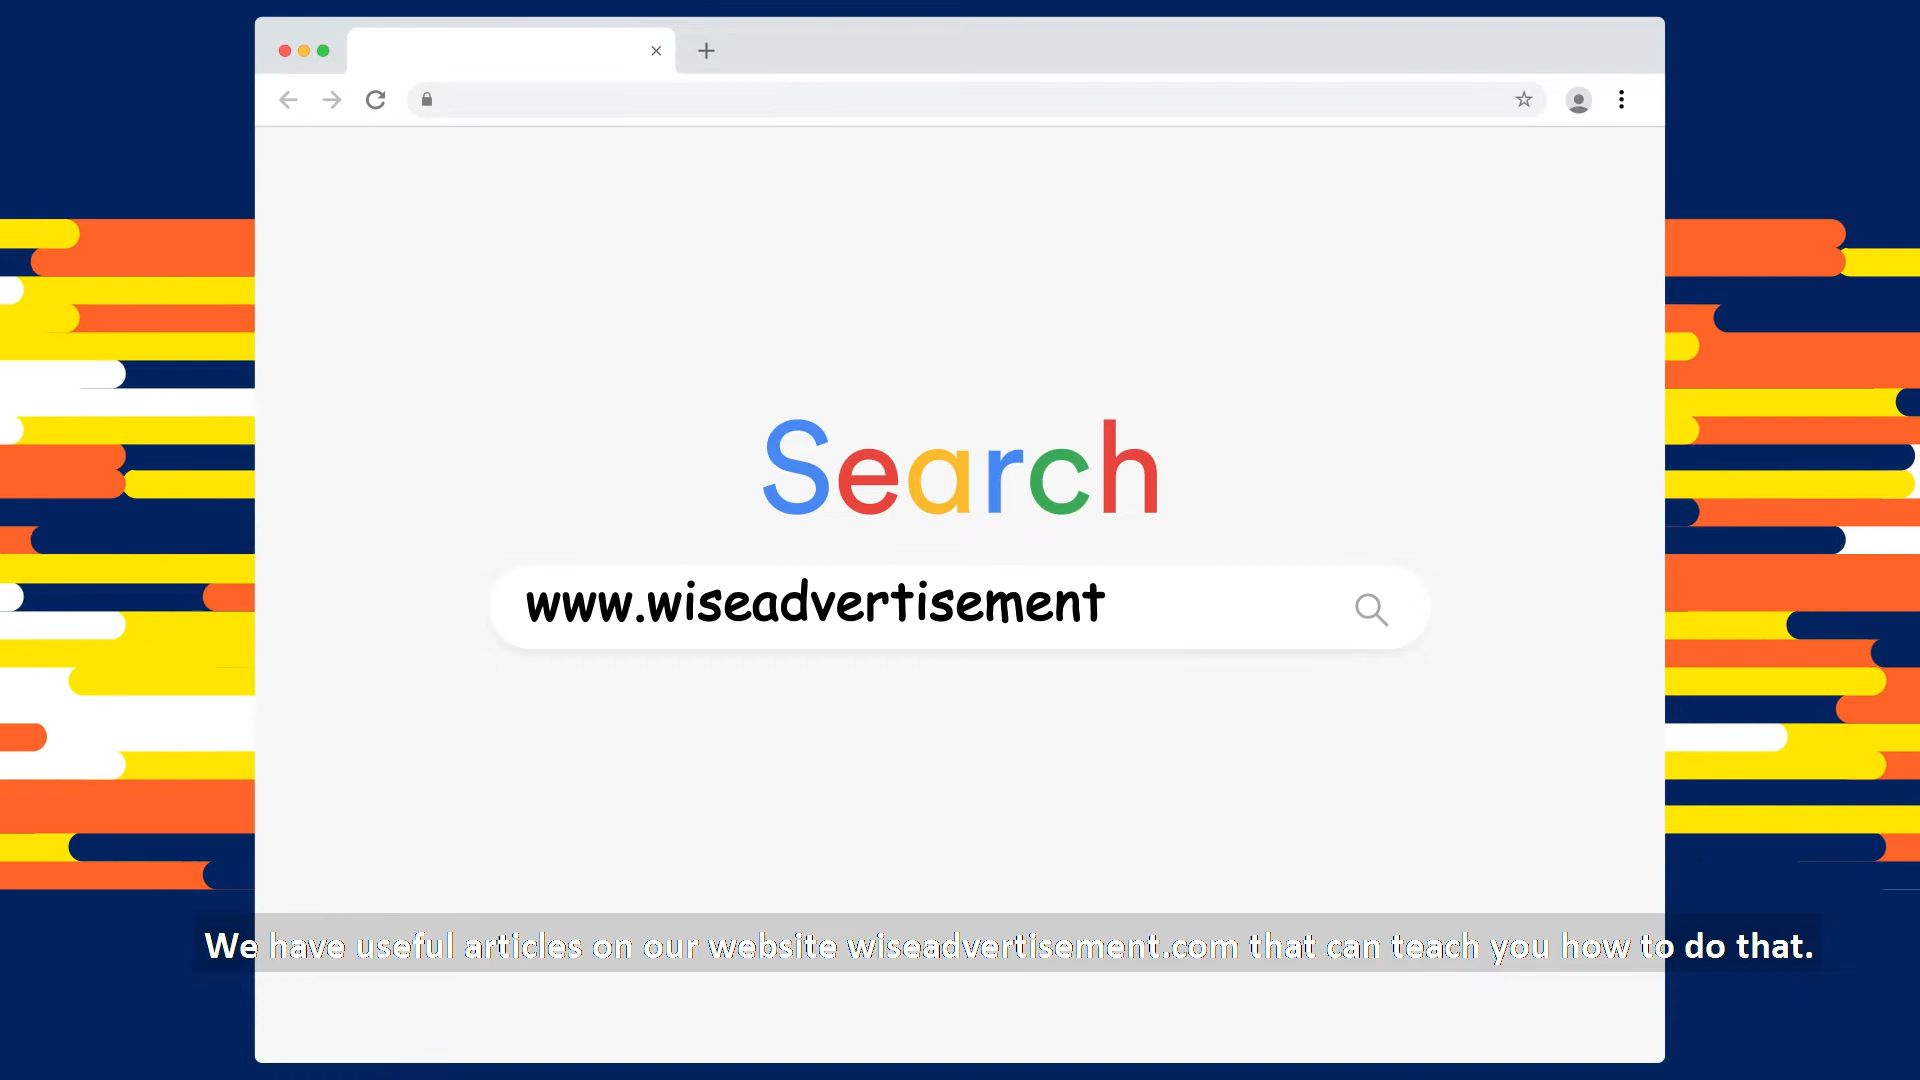 Search
www.wiseadvertisement
We have useful articles on our website wiseadvertisement.com that can teach you how to do that.